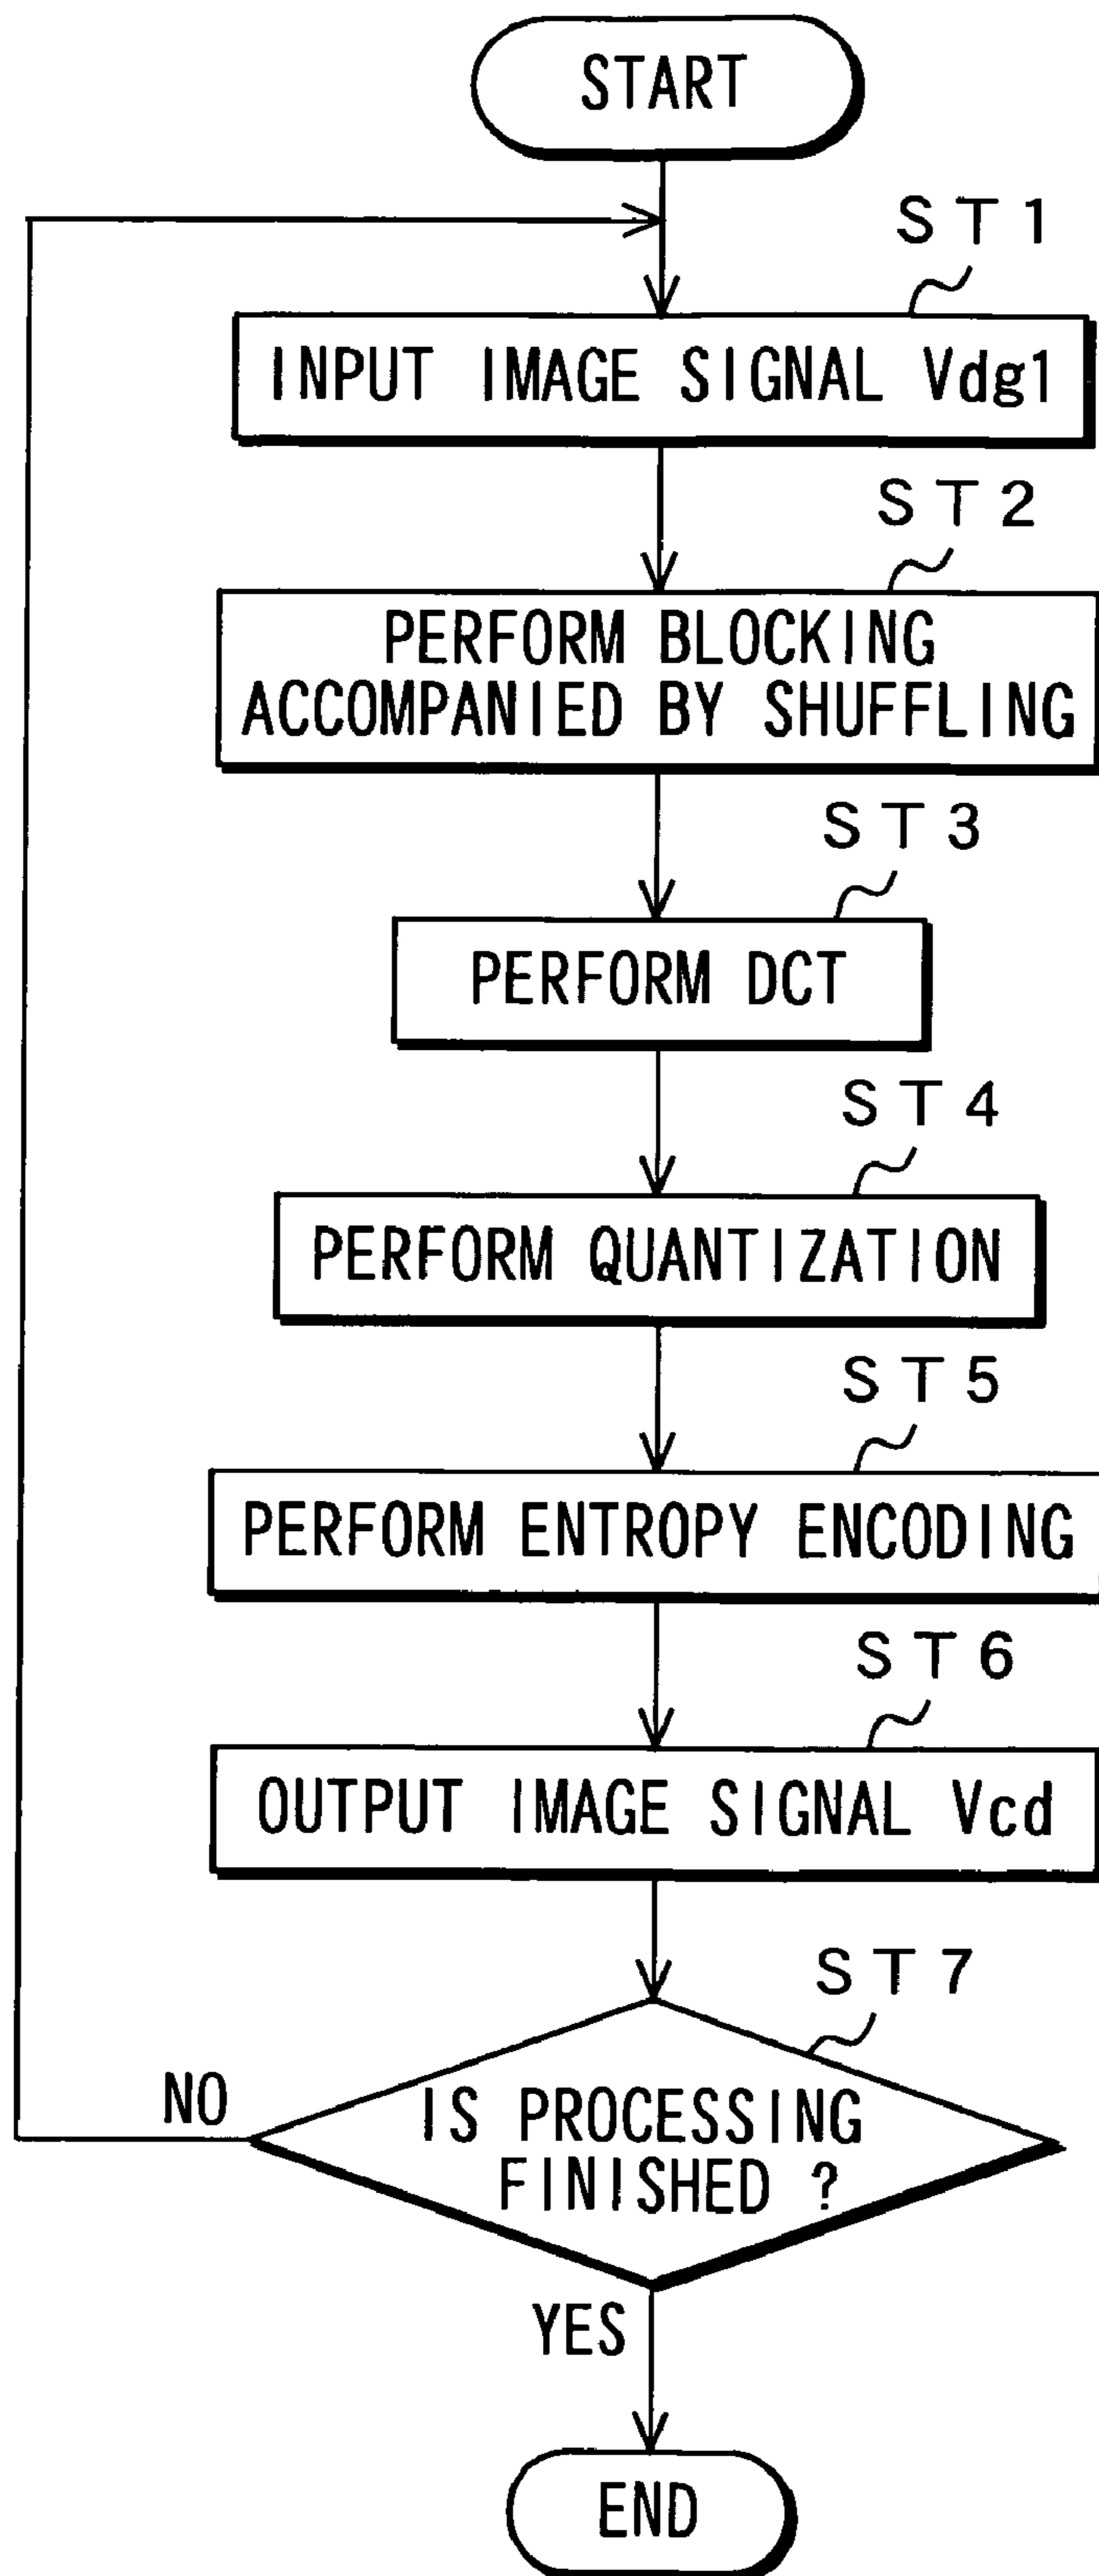 START
ST1
INPUT IMAGE SIGNAL Vdg1
ST2
PERFORM BLOCKING
ACCOMPANIED BY SHUFFLING
ST3
PERFORM DCT
ST4
PERFORM QUANTIZATION
ST5
PERFORM ENTROPY ENCODING
ST6
OUTPUT IMAGE SIGNAL Vcd
ST7
NO
IS PROCESSING
FINISHED ?
YES
END